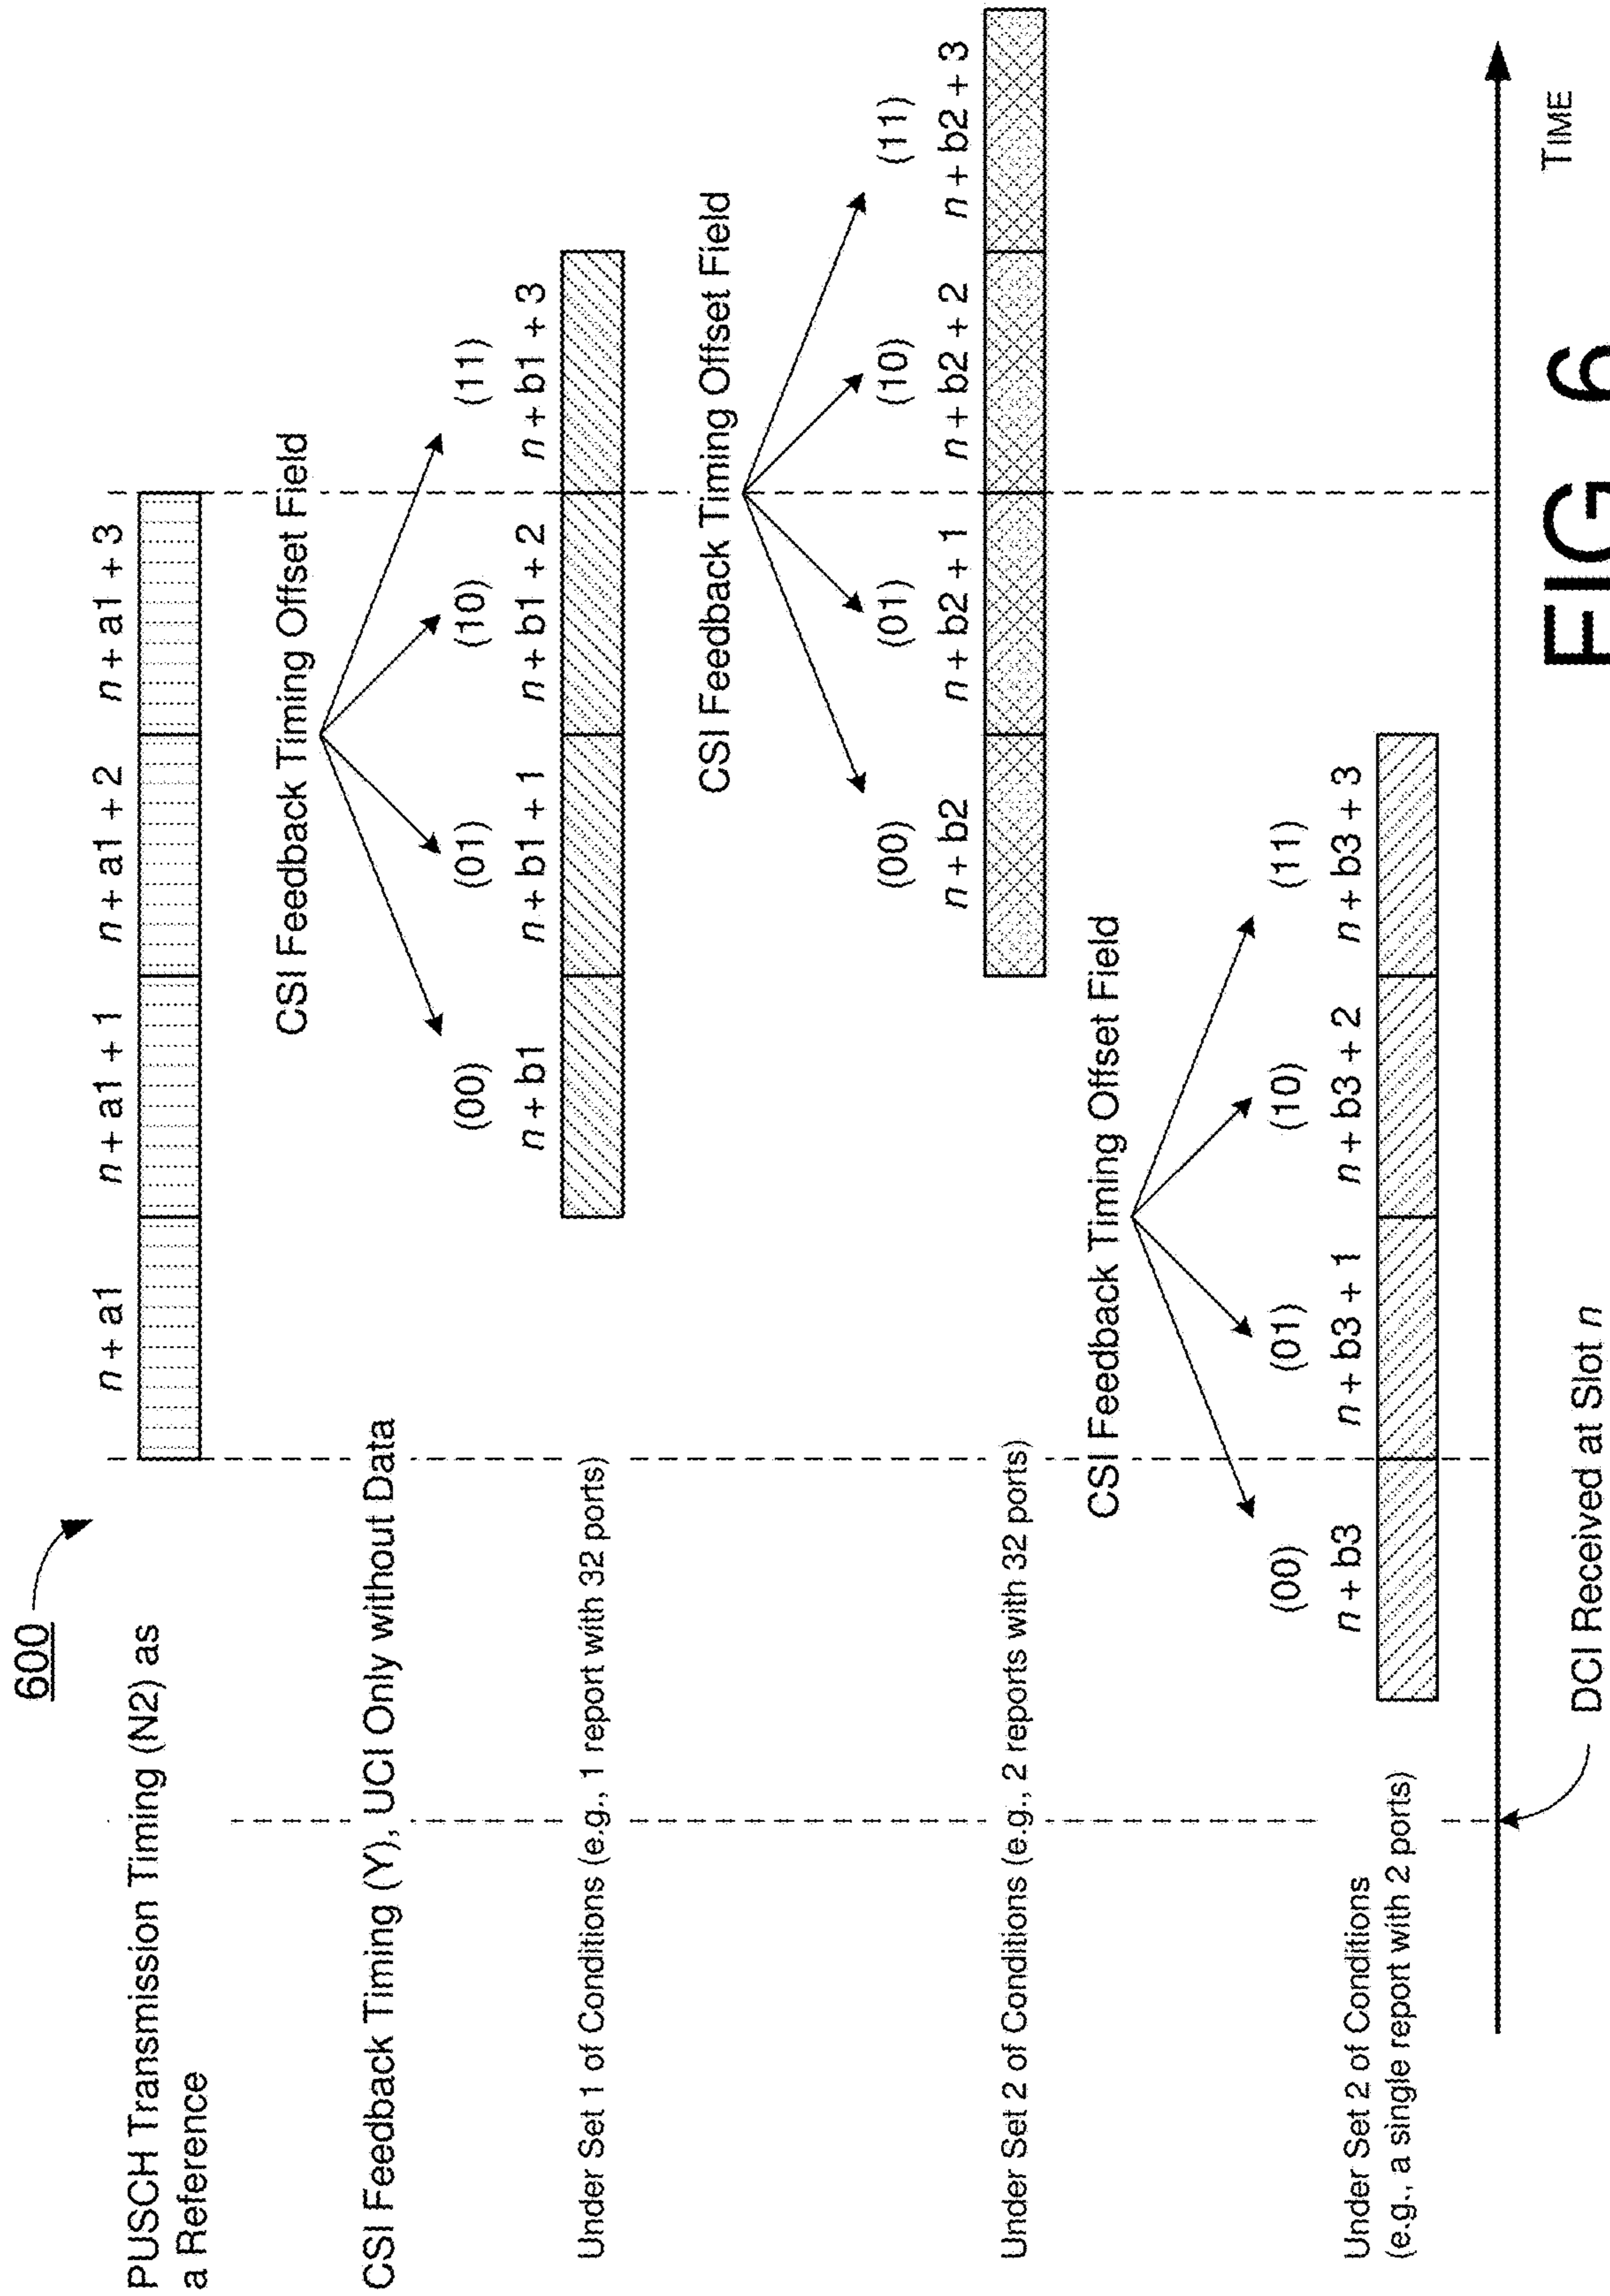 600
PUSCH Transmission Timing (N2) as
a Reference
n + a1
n + a1 + 1
n + a1 + 2
n + a1 + 3
CSI Feedback Timing Offset Field
CSI Feedback Timing (Y), UCI Only without Data
(00)
(01)
(10)
(11)
n + b1
n + b1 + 1
n + b1 + 2
n + b1 + 3
Under Set 1 of Conditions (e.g., 1 report with 32 ports)
CSI Feedback Timing Offset Field
(00)
(01)
(10)
(11)
n + b2
n + b2 + 1
n + b2 + 2
n + b2 + 3
Under Set 2 of Conditions (e.g., 2 reports with 32 ports)
CSI Feedback Timing Offset Field
(00)
(01)
(10)
(11)
n + b3
n + b3 + 1
n + b3 + 2
n + b3 + 3
Under Set 2 of Conditions
(e.g., a single report with 2 ports)
TIME
DCI Received at Slot n
FIG 6